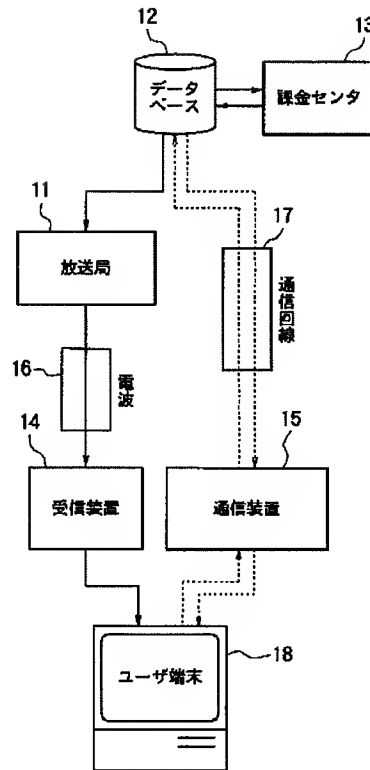 12
データ
ベース
13
課金センタ
11
放送局
17
通信回線
16
電波
14
受信装置
15
通信装置
ユーザ端末
18